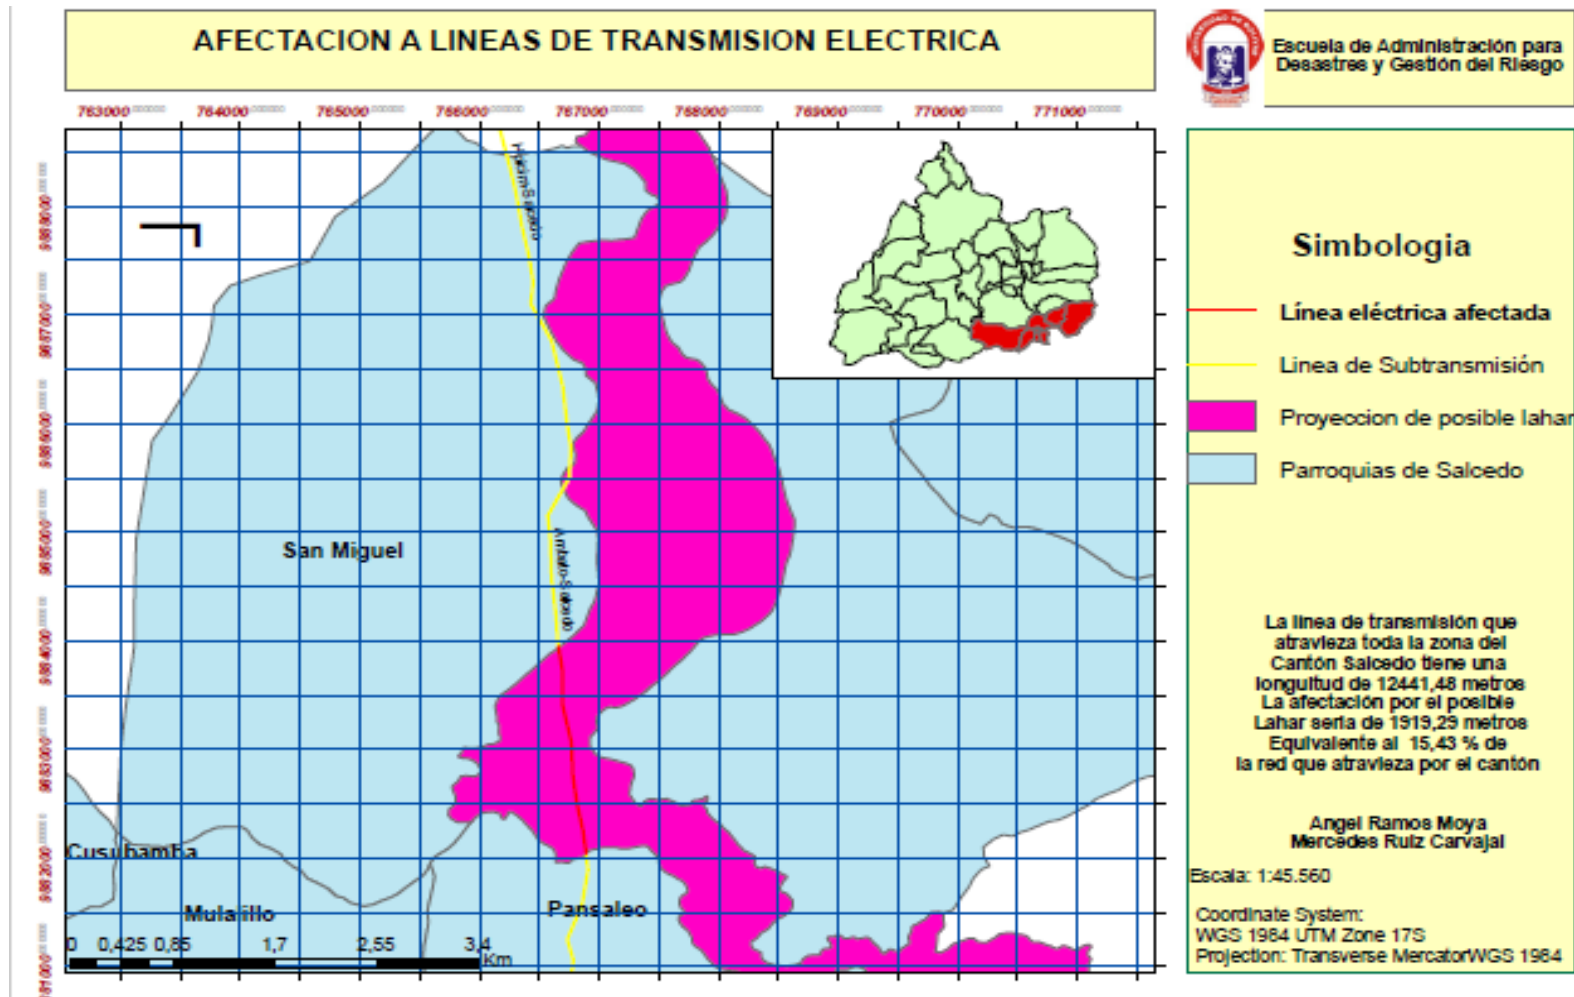 AFECTACION A LINEAS DE TRANSMISION ELECTRICA
Escuela de Administración para
Desastres y Gestión del Riesgo
763000 764000 765000 766000 767000 768000 769000 770000 771000
Simbologia
Línea eléctrica afectada
Linea de Subtransmisión
Proyeccion de posible lahar
Parroquias de Salcedo
San Miguel
Ambato-Salcedo
Cusubamba
Mulalillo
Pansaleo
0 0,425 0,85 1,7 2,55 3,4
Km
La linea de transmisión que
atravieza toda la zona del
Cantón Salcedo tiene una
longuitud de 12441,48 metros
La afectación por el posible
Lahar seria de 1919,29 metros
Equivalente al 15,43 % de
la red que atravieza por el cantón
Angel Ramos Moya
Mercedes Ruiz Carvajal
Escala: 1:45.560
Coordinate System:
WGS 1984 UTM Zone 17S
Projection: Transverse MercatorWGS 1984